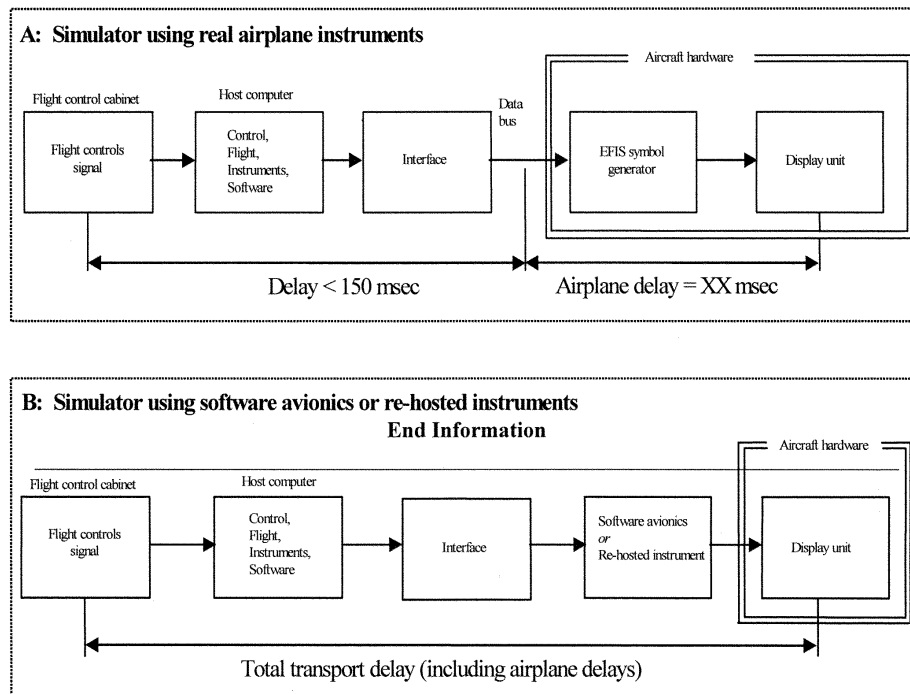 A: Simulator using real airplane instruments
Aircraft hardware
Flight control cabinet
Host computer
Data
bus
Flight controls
signal
Control,
Flight,
Instruments,
Software
Interface
EFIS symbol
generator
Display unit
Delay < 150 msec
Airplane delay = XX msec
B: Simulator using software avionics or re-hosted instruments
End Information
Aircraft hardware
Flight control cabinet
Host computer
Flight controls
signal
Control,
Flight,
Instruments,
Software
Interface
Software avionics
or
Re-hosted instrument
Display unit
Total transport delay (including airplane delays)